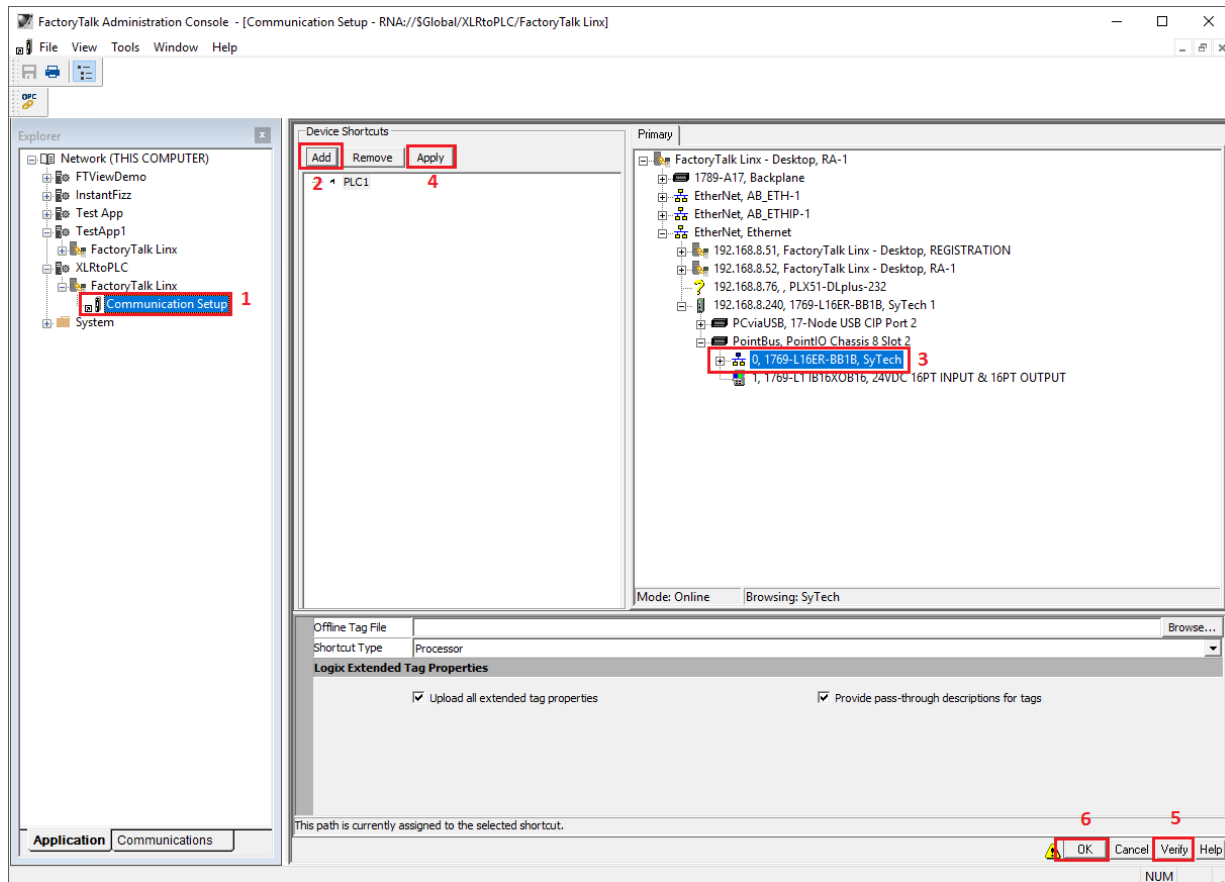 FactoryTalk Administration Console - [Communication Setup - RNA://$Global/XLRtoPLC/FactoryTalk Linx]
File View Tools Window Help
OPC
Explorer
Network (THIS COMPUTER)
FTViewDemo
InstantFizz
Test App
TestApp1
FactoryTalk Linx
XLRtoPLC
FactoryTalk Linx
Communication Setup 1
System
Application Communications
Device Shortcuts
Add Remove Apply
2 4
PLC1
Primary
FactoryTalk Linx - Desktop, RA-1
1789-A17, Backplane
EtherNet, AB_ETH-1
EtherNet, AB_ETHIP-1
EtherNet, Ethernet
192.168.8.51, FactoryTalk Linx - Desktop, REGISTRATION
192.168.8.52, FactoryTalk Linx - Desktop, RA-1
192.168.8.76, , PLX51-DLplus-232
192.168.8.240, 1769-L16ER-BB1B, SyTech 1
PCviaUSB, 17-Node USB CIP Port 2
PointBus, PointIO Chassis 8 Slot 2
0, 1769-L16ER-BB1B, SyTech 3
1, 1769-L1 IB16XOB16, 24VDC 16PT INPUT & 16PT OUTPUT
Mode: Online Browsing: SyTech
Offline Tag File Browse...
Shortcut Type Processor
Logix Extended Tag Properties
Upload all extended tag properties Provide pass-through descriptions for tags
This path is currently assigned to the selected shortcut.
6 5
OK Cancel Verify Help
NUM